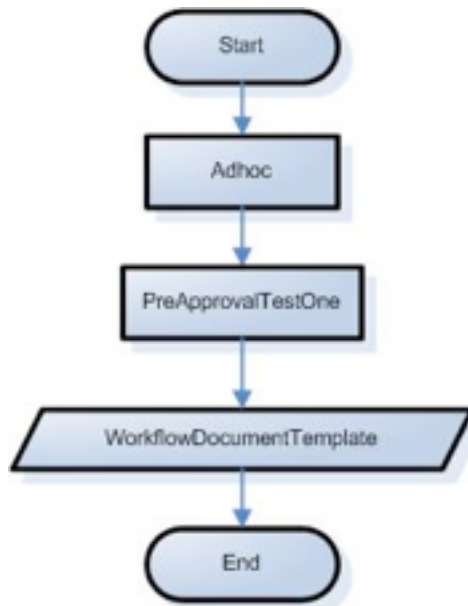 Start
Adhoc
PreApprovalTestOne
WorkflowDocumentTemplate
End